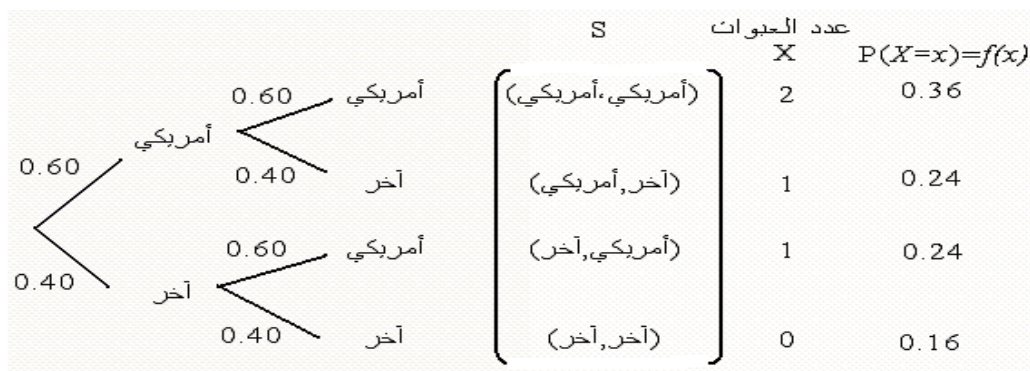 S عدد العبوات
X P(X=x)=f(x)
0.60 أمريكي (أمريكي،أمريكي) 2 0.36
أمريكي
0.60
0.40 آخر (آخر,أمريكي) 1 0.24
0.60 أمريكي (أمريكي,آخر) 1 0.24
0.40
آخر
0.40 آخر (آخر,آخر) 0 0.16